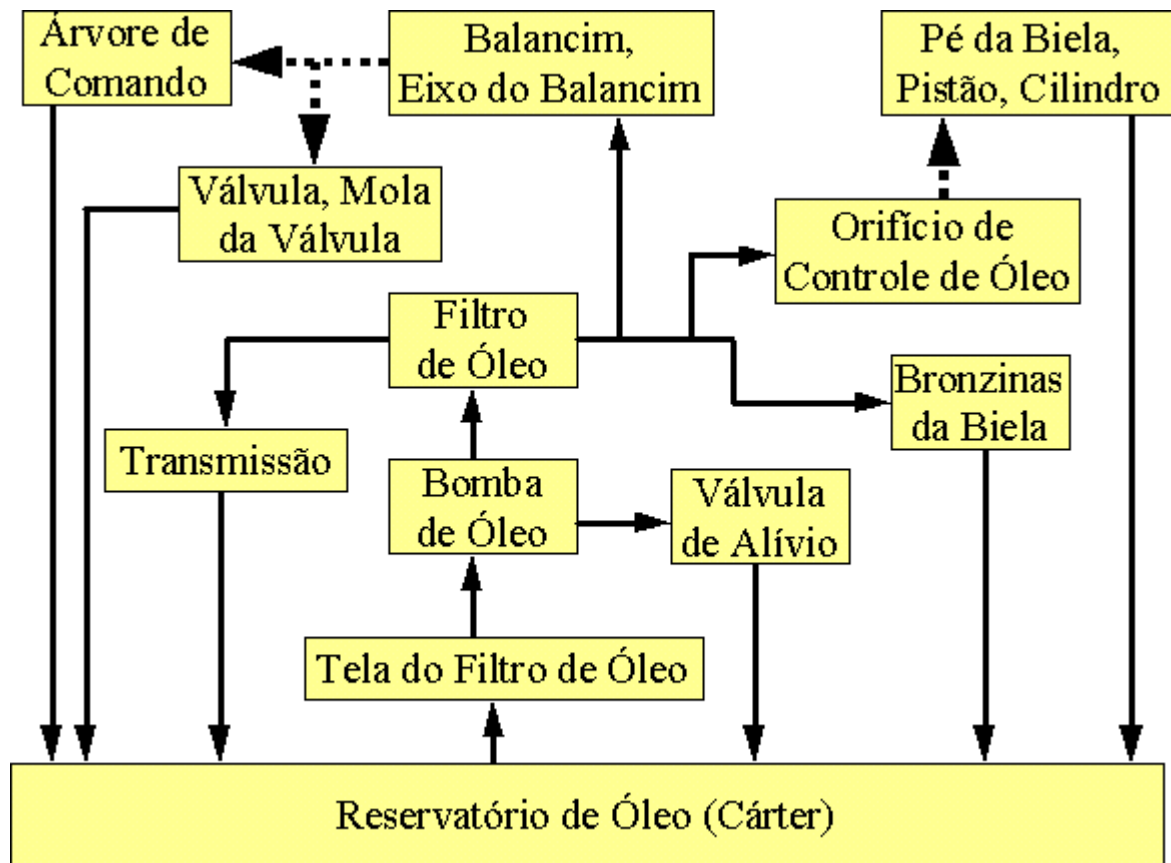 Árvore de
Comando
Balancim,
Eixo do Balancim
Pé da Biela,
Pistão, Cilindro
Válvula, Mola
da Válvula
Orifício de
Controle de Óleo
Filtro
de Óleo
Bronzinas
da Biela
Transmissão
Bomba
de Óleo
Válvula
de Alívio
Tela do Filtro de Óleo
Reservatório de Óleo (Cárter)